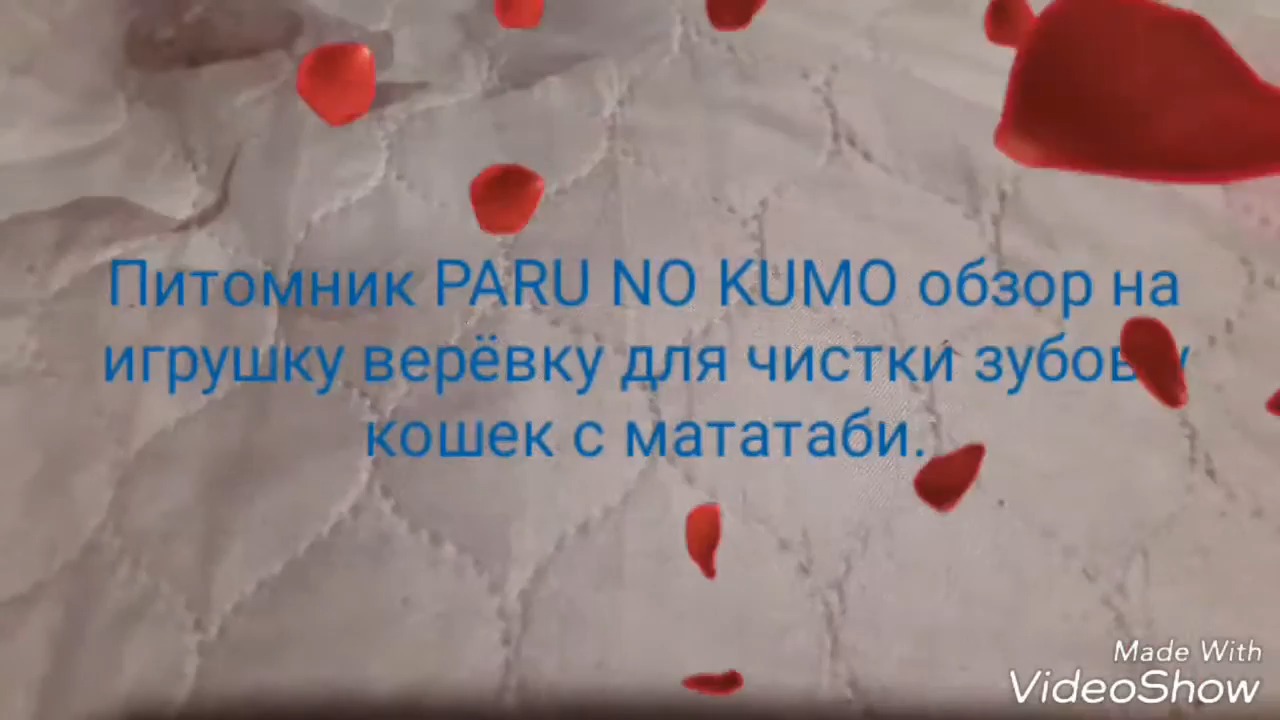 Питомник PARU NO KUMO обзор на
игрушку верёвку для чистки зубов у
кошек с мататаби.
Made With
VideoShow